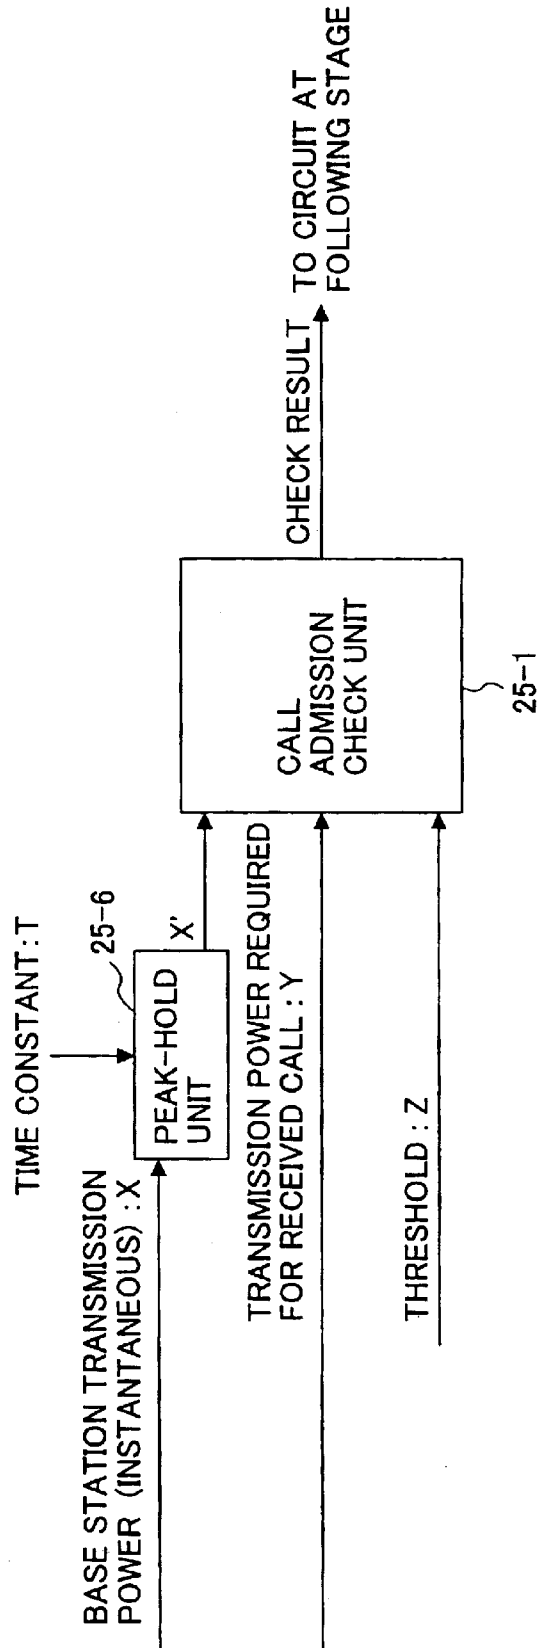 TIME CONSTANT : T
BASE STATION TRANSMISSION
POWER (INSTANTANEOUS) : X
25-6
PEAK-HOLD
UNIT
X'
TRANSMISSION POWER REQUIRED
FOR RECEIVED CALL : Y
THRESHOLD : Z
CALL
ADMISSION
CHECK UNIT
25-1
CHECK RESULT
TO CIRCUIT AT
FOLLOWING STAGE